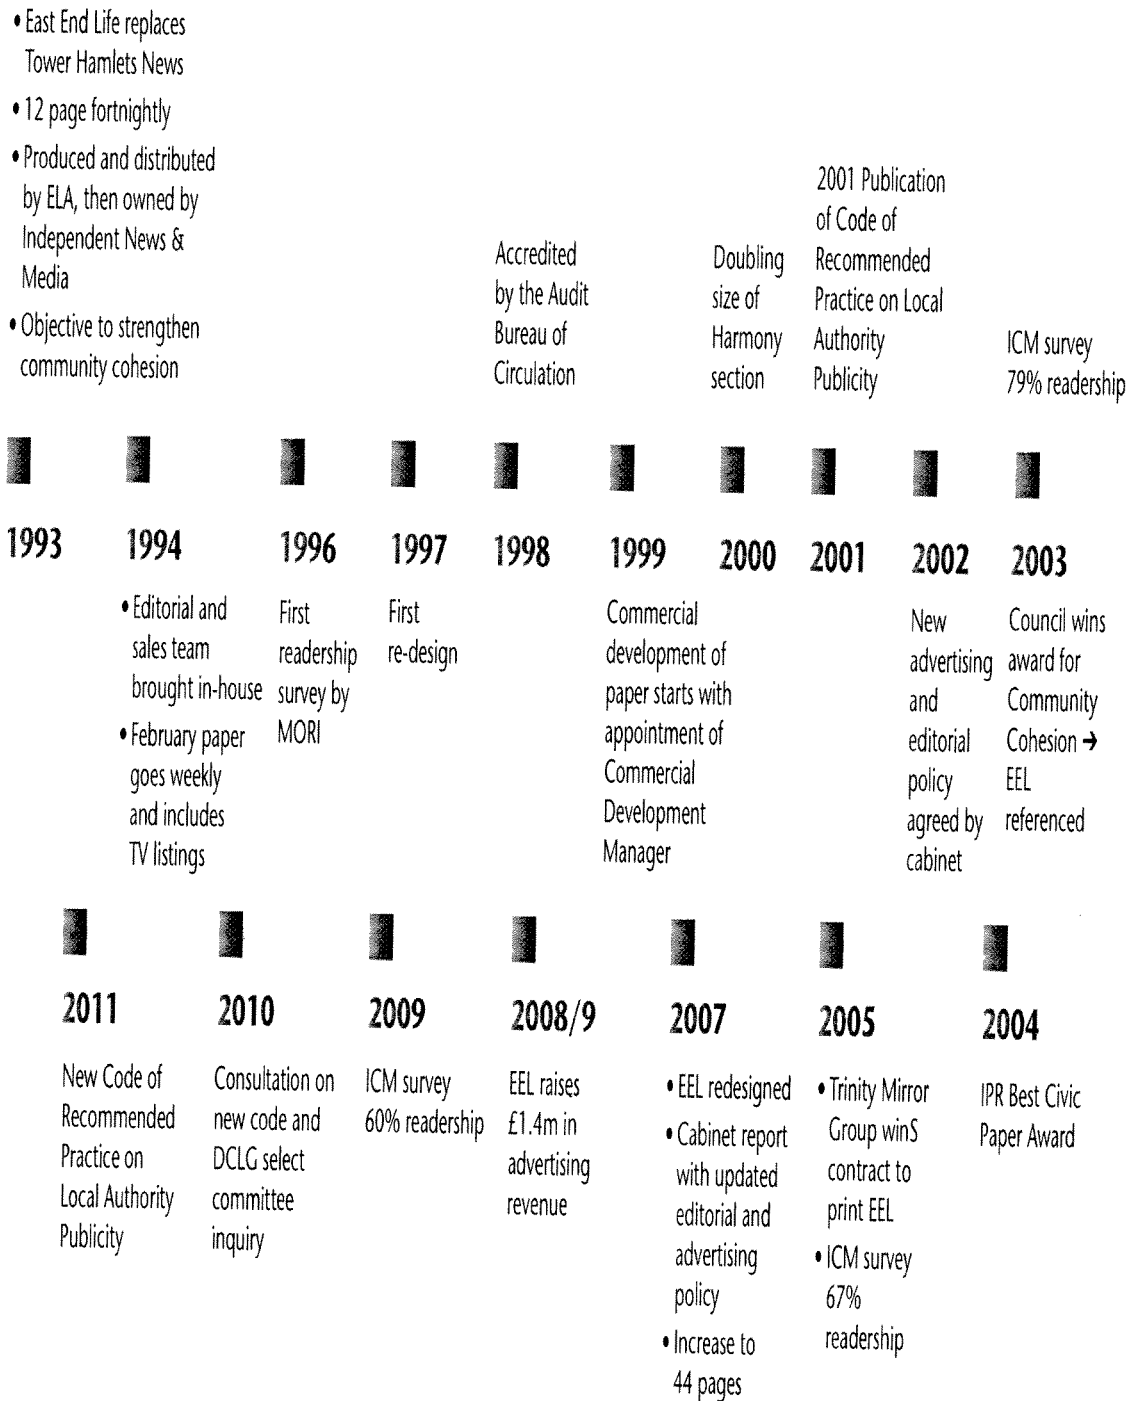 • East End Life replaces
Tower Hamlets News
• 12 page fortnightly
• Produced and distributed
by ELA, then owned by
Independent News &
Media
• Objective to strengthen
community cohesion
Accredited
by the Audit
Bureau of
Circulation
Doubling
size of
Harmony
section
2001 Publication
of Code of
Recommended
Practice on Local
Authority
Publicity
ICM survey
79% readership
1993 1994 1996 1997 1998 1999 2000 2001 2002 2003
• Editorial and
sales team
brought in-house
• February paper
goes weekly
and includes
TV listings
First
readership
survey by
MORI
First
re-design
Commercial
development of
paper starts with
appointment of
Commercial
Development
Manager
New
advertising
and
editorial
policy
agreed by
cabinet
Council wins
award for
Community
Cohesion →
EEL
referenced
2011 2010 2009 2008/9 2007 2005 2004
New Code of
Recommended
Practice on
Local Authority
Publicity
Consultation on
new code and
DCLG select
committee
inquiry
ICM survey
60% readership
EEL raises
£1.4m in
advertising
revenue
• EEL redesigned
• Cabinet report
with updated
editorial and
advertising
policy
• Increase to
44 pages
• Trinity Mirror
Group winS
contract to
print EEL
• ICM survey
67%
readership
IPR Best Civic
Paper Award